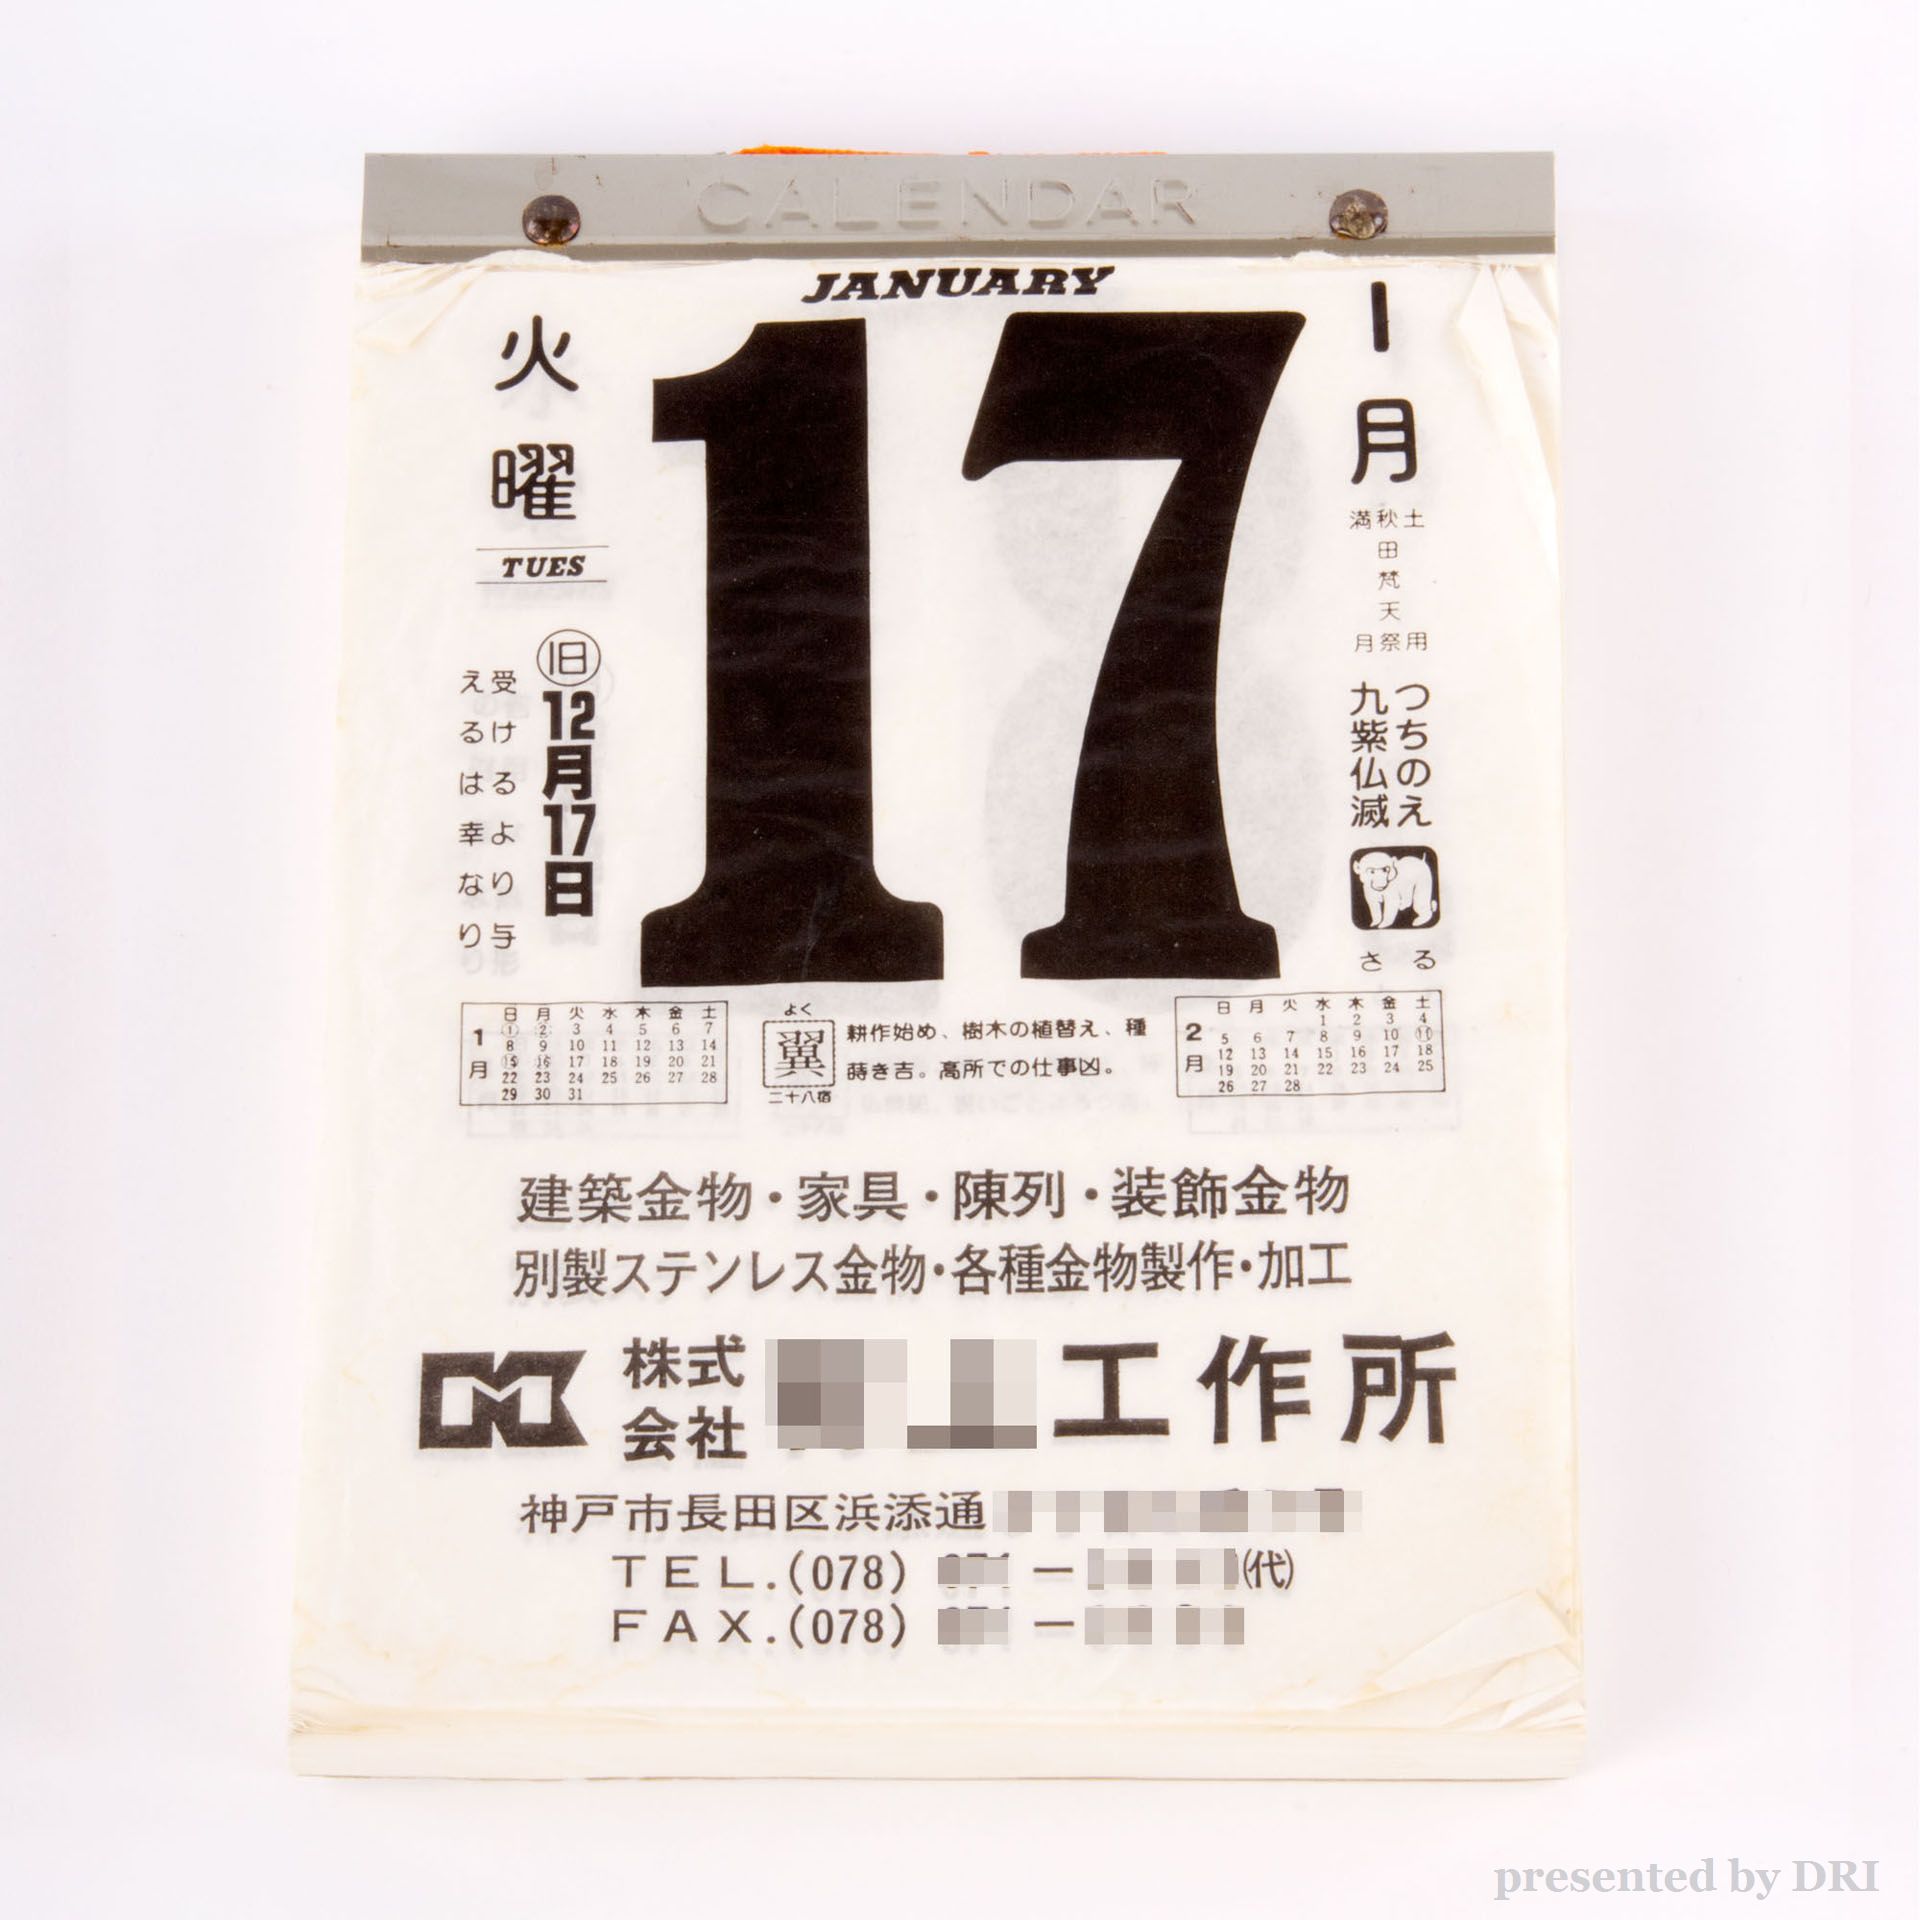 CALENDAR
JANUARY
1月
土用
秋田梵天祭
満月
つちのえ
九紫仏滅
さる
17
火曜
TUES
旧12月17日
受けるより与
えるは幸なり
1月
日 月 火 水 木 金 土
1 2 3 4 5 6 7
8 9 10 11 12 13 14
15 16 17 18 19 20 21
22 23 24 25 26 27 28
29 30 31
よく
翼
二十八宿
耕作始め、樹木の植替え、種
蒔き吉。高所での仕事凶。
2月
日 月 火 水 木 金 土
1 2 3 4
5 6 7 8 9 10 11
12 13 14 15 16 17 18
19 20 21 22 23 24 25
26 27 28
建築金物・家具・陳列・装飾金物
別製ステンレス金物・各種金物製作・加工
株式会社 工作所
神戸市長田区浜添通
TEL.(078) ー (代)
FAX.(078) ー
presented by DRI